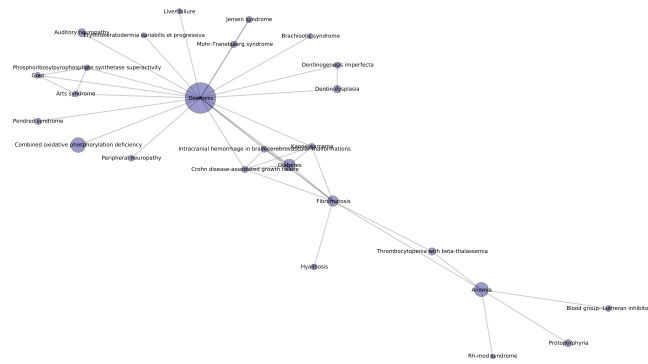 Liver failure
Jensen syndrome
Auditory neuropathy
Erythrokeratodermia variabilis et progressiva
Brachiootic syndrome
Mohr-Tranebjaerg syndrome
Dentinogenesis imperfecta
Phosphoribosylpyrophosphate synthetase superactivity
Gout
Dentin dysplasia
Arts syndrome
Deafness
Pendred syndrome
Combined oxidative phosphorylation deficiency
Intracranial hemorrhage in brain cerebrovascular malformations
Peripheral neuropathy
Diabetes
Crohn disease-associated growth failure
Fibromatosis
Thrombocytopenia with beta-thalassemia
Hyalinosis
Anemia
Blood group--Lutheran inhibito
Protoporphyria
Rh-mod syndrome